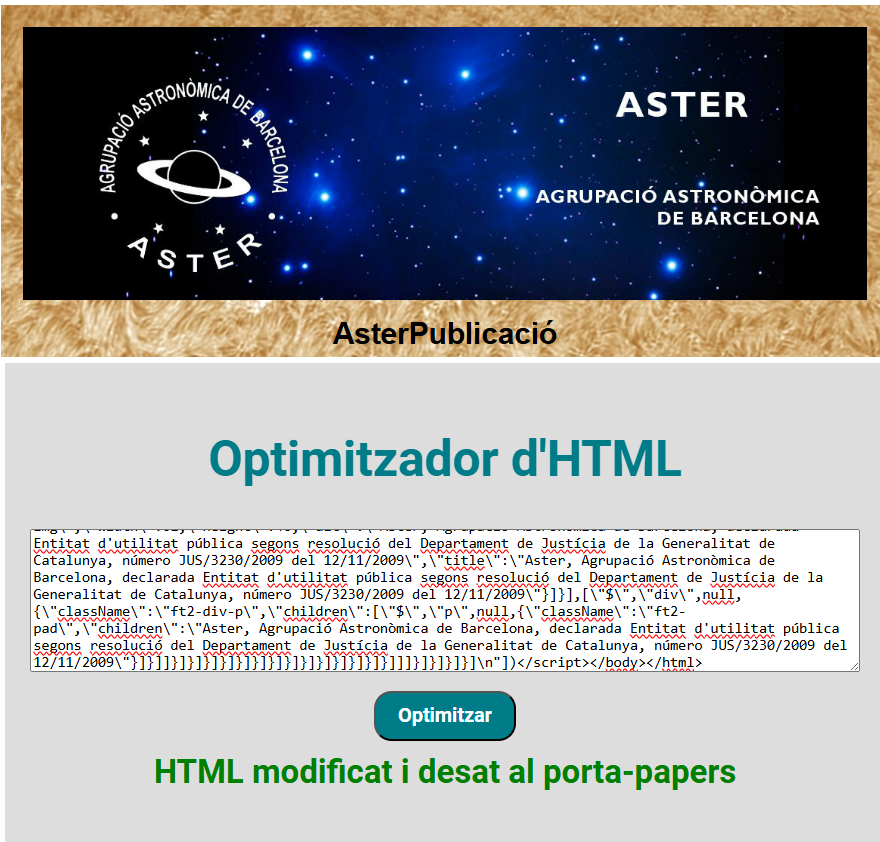 AGRUPACIÓ ASTRONÒMICA DE BARCELONA
ASTER
ASTER
AGRUPACIÓ ASTRONÒMICA
DE BARCELONA
AsterPublicació
Optimitzador d'HTML
Entitat d'utilitat pública segons resolució del Departament de Justícia de la Generalitat de
Catalunya, número JUS/3230/2009 del 12/11/2009\",\"title\":\"Aster, Agrupació Astronòmica de
Barcelona, declarada Entitat d'utilitat pública segons resolució del Departament de Justícia de la
Generalitat de Catalunya, número JUS/3230/2009 del 12/11/2009\"}]}],[\"$\",\"div\",null,
{\"className\":\"ft2-div-p\",\"children\":[\"$\",\"p\",null,{\"className\":\"ft2-
pad\",\"children\":\"Aster, Agrupació Astronòmica de Barcelona, declarada Entitat d'utilitat pública
segons resolució del Departament de Justícia de la Generalitat de Catalunya, número JUS/3230/2009 del
12/11/2009\"}]}]]}]}]}]}]}]}]}]}]}]}]}]}]}]}]}]]}]}]}]}]\n"])</script></body></html>
Optimitzar
HTML modificat i desat al porta-papers